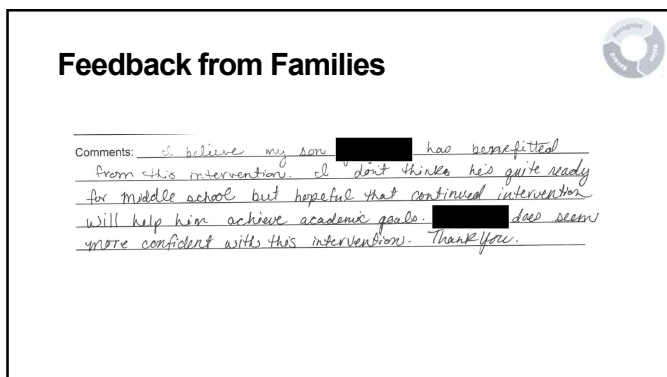 Feedback from Families
Comments: I believe my son has benefitted
from this intervention. I don't think he's quite ready
for middle school but hopeful that continued intervention
will help him achieve academic goals. does seem
more confident with this intervention. Thank You.